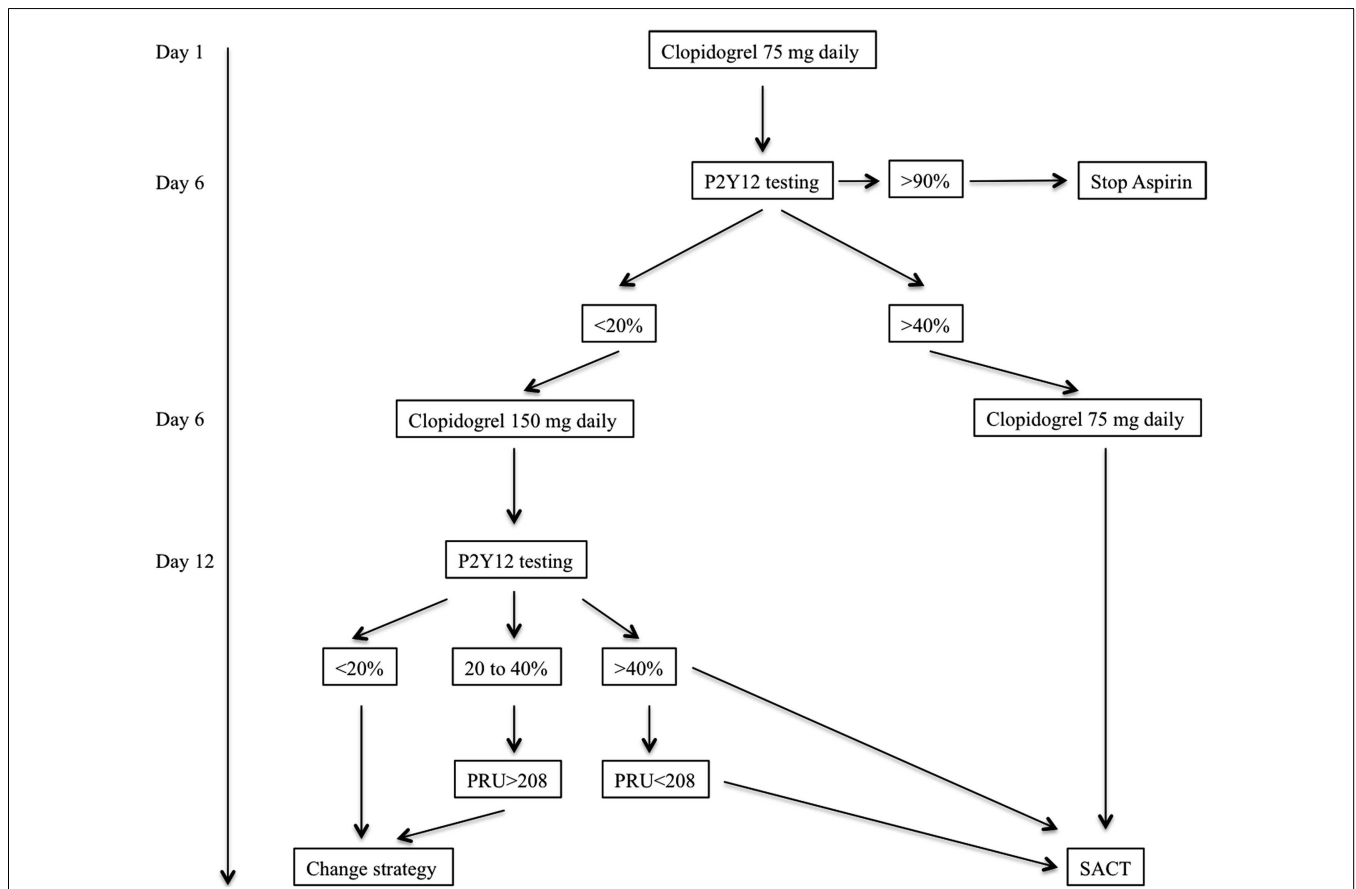 Day 1
Clopidogrel 75 mg daily
Day 6
P2Y12 testing
>90%
Stop Aspirin
<20%
>40%
Day 6
Clopidogrel 150 mg daily
Clopidogrel 75 mg daily
Day 12
P2Y12 testing
<20%
20 to 40%
>40%
PRU>208
PRU<208
Change strategy
SACT